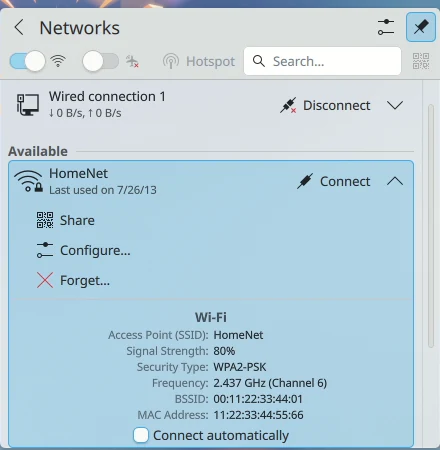 Networks
Hotspot
Search...
Wired connection 1
Disconnect
↓ 0 B/s, ↑ 0 B/s
Available
HomeNet
Last used on 7/26/13
Connect
Share
Configure...
Forget...
Wi-Fi
Access Point (SSID): HomeNet
Signal Strength: 80%
Security Type: WPA2-PSK
Frequency: 2.437 GHz (Channel 6)
BSSID: 00:11:22:33:44:01
MAC Address: 11:22:33:44:55:66
Connect automatically